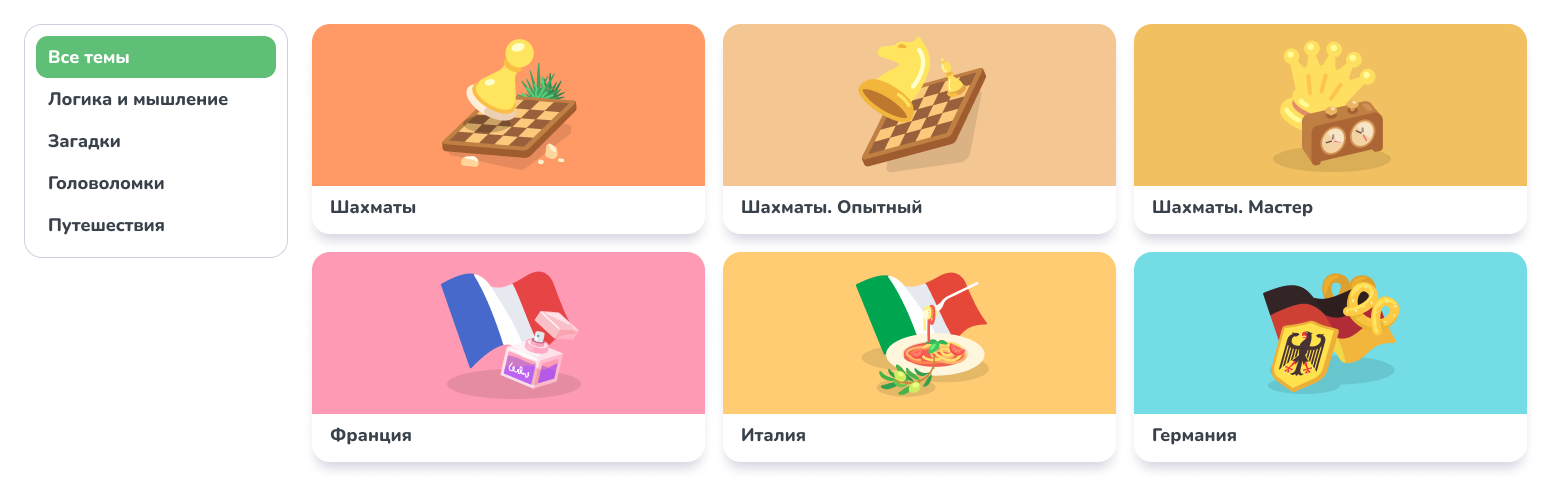 Все темы
Логика и мышление
Загадки
Головоломки
Путешествия
Шахматы
Шахматы. Опытный
Шахматы. Мастер
Франция
Италия
Германия